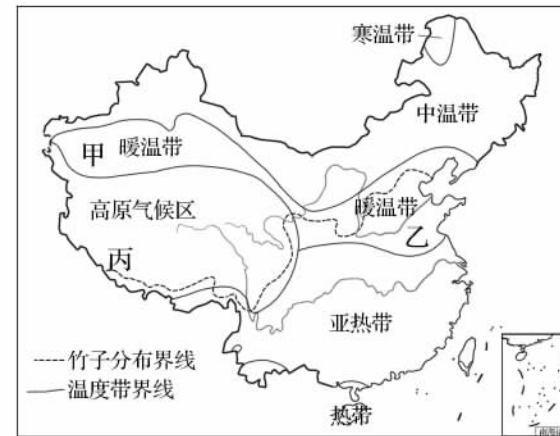 寒温带
中温带
甲 暖温带
高原气候区
暖温带
乙
丙
亚热带
竹子分布界线
温度带界线
热带